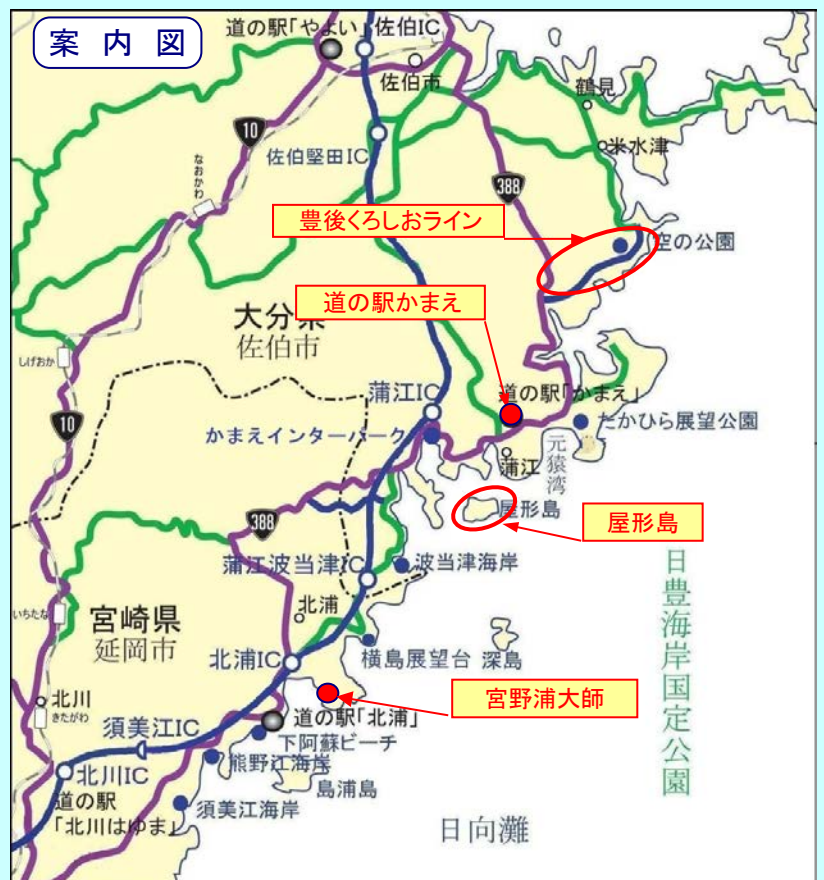 案内図
道の駅「やよい」
佐伯IC
佐伯市
鶴見
10
佐伯堅田IC
米水津
なおかわ
388
豊後くろしおライン
空の公園
道の駅かまえ
大分県
佐伯市
しげおか
蒲江IC
道の駅「かまえ」
10
かまえインターパーク
たかひら展望公園
蒲江
元猿湾
屋形島
屋形島
388
蒲江波当津IC
波当津海岸
日豊海岸国定公園
いちたな
宮崎県
延岡市
北浦
北浦IC
横島展望台
深島
宮野浦大師
北川
きたがわ
須美江IC
道の駅「北浦」
下阿蘇ビーチ
熊野江海岸
北川IC
島浦島
道の駅
「北川はゆま」
須美江海岸
日向灘